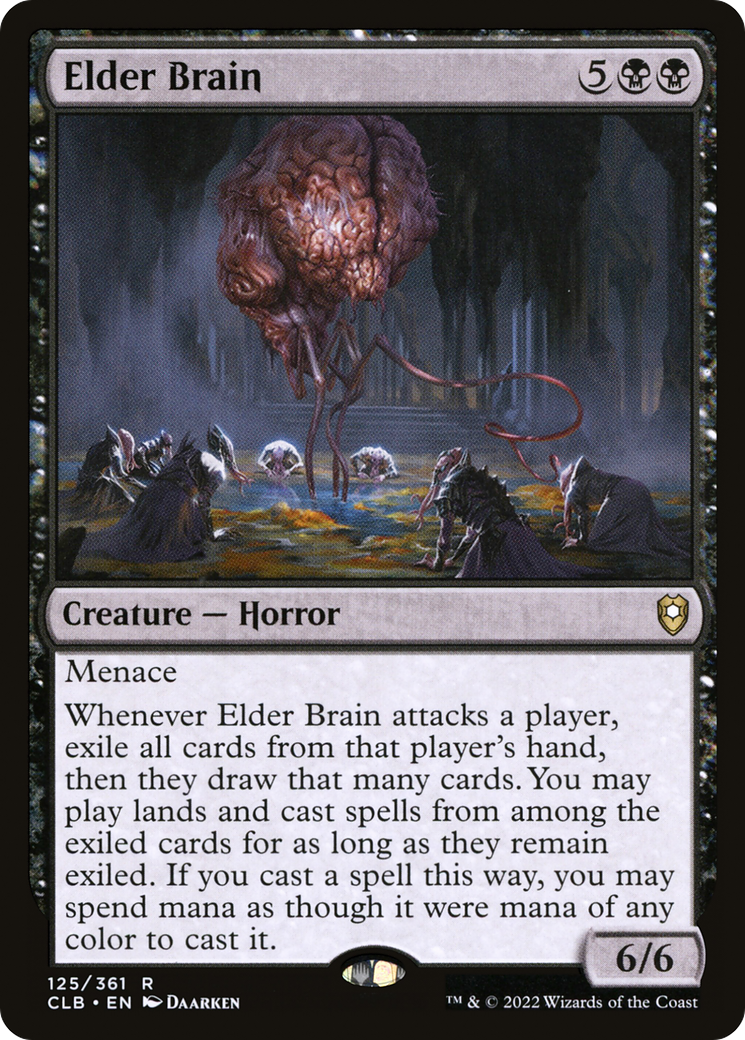 Elder Brain 5
Creature — Horror
Menace
Whenever Elder Brain attacks a player,
exile all cards from that player's hand,
then they draw that many cards. You may
play lands and cast spells from among the
exiled cards for as long as they remain
exiled. If you cast a spell this way, you may
spend mana as though it were mana of any
color to cast it.
6/6
125/361 R
CLB • EN DAARKEN
™ & © 2022 Wizards of the Coast